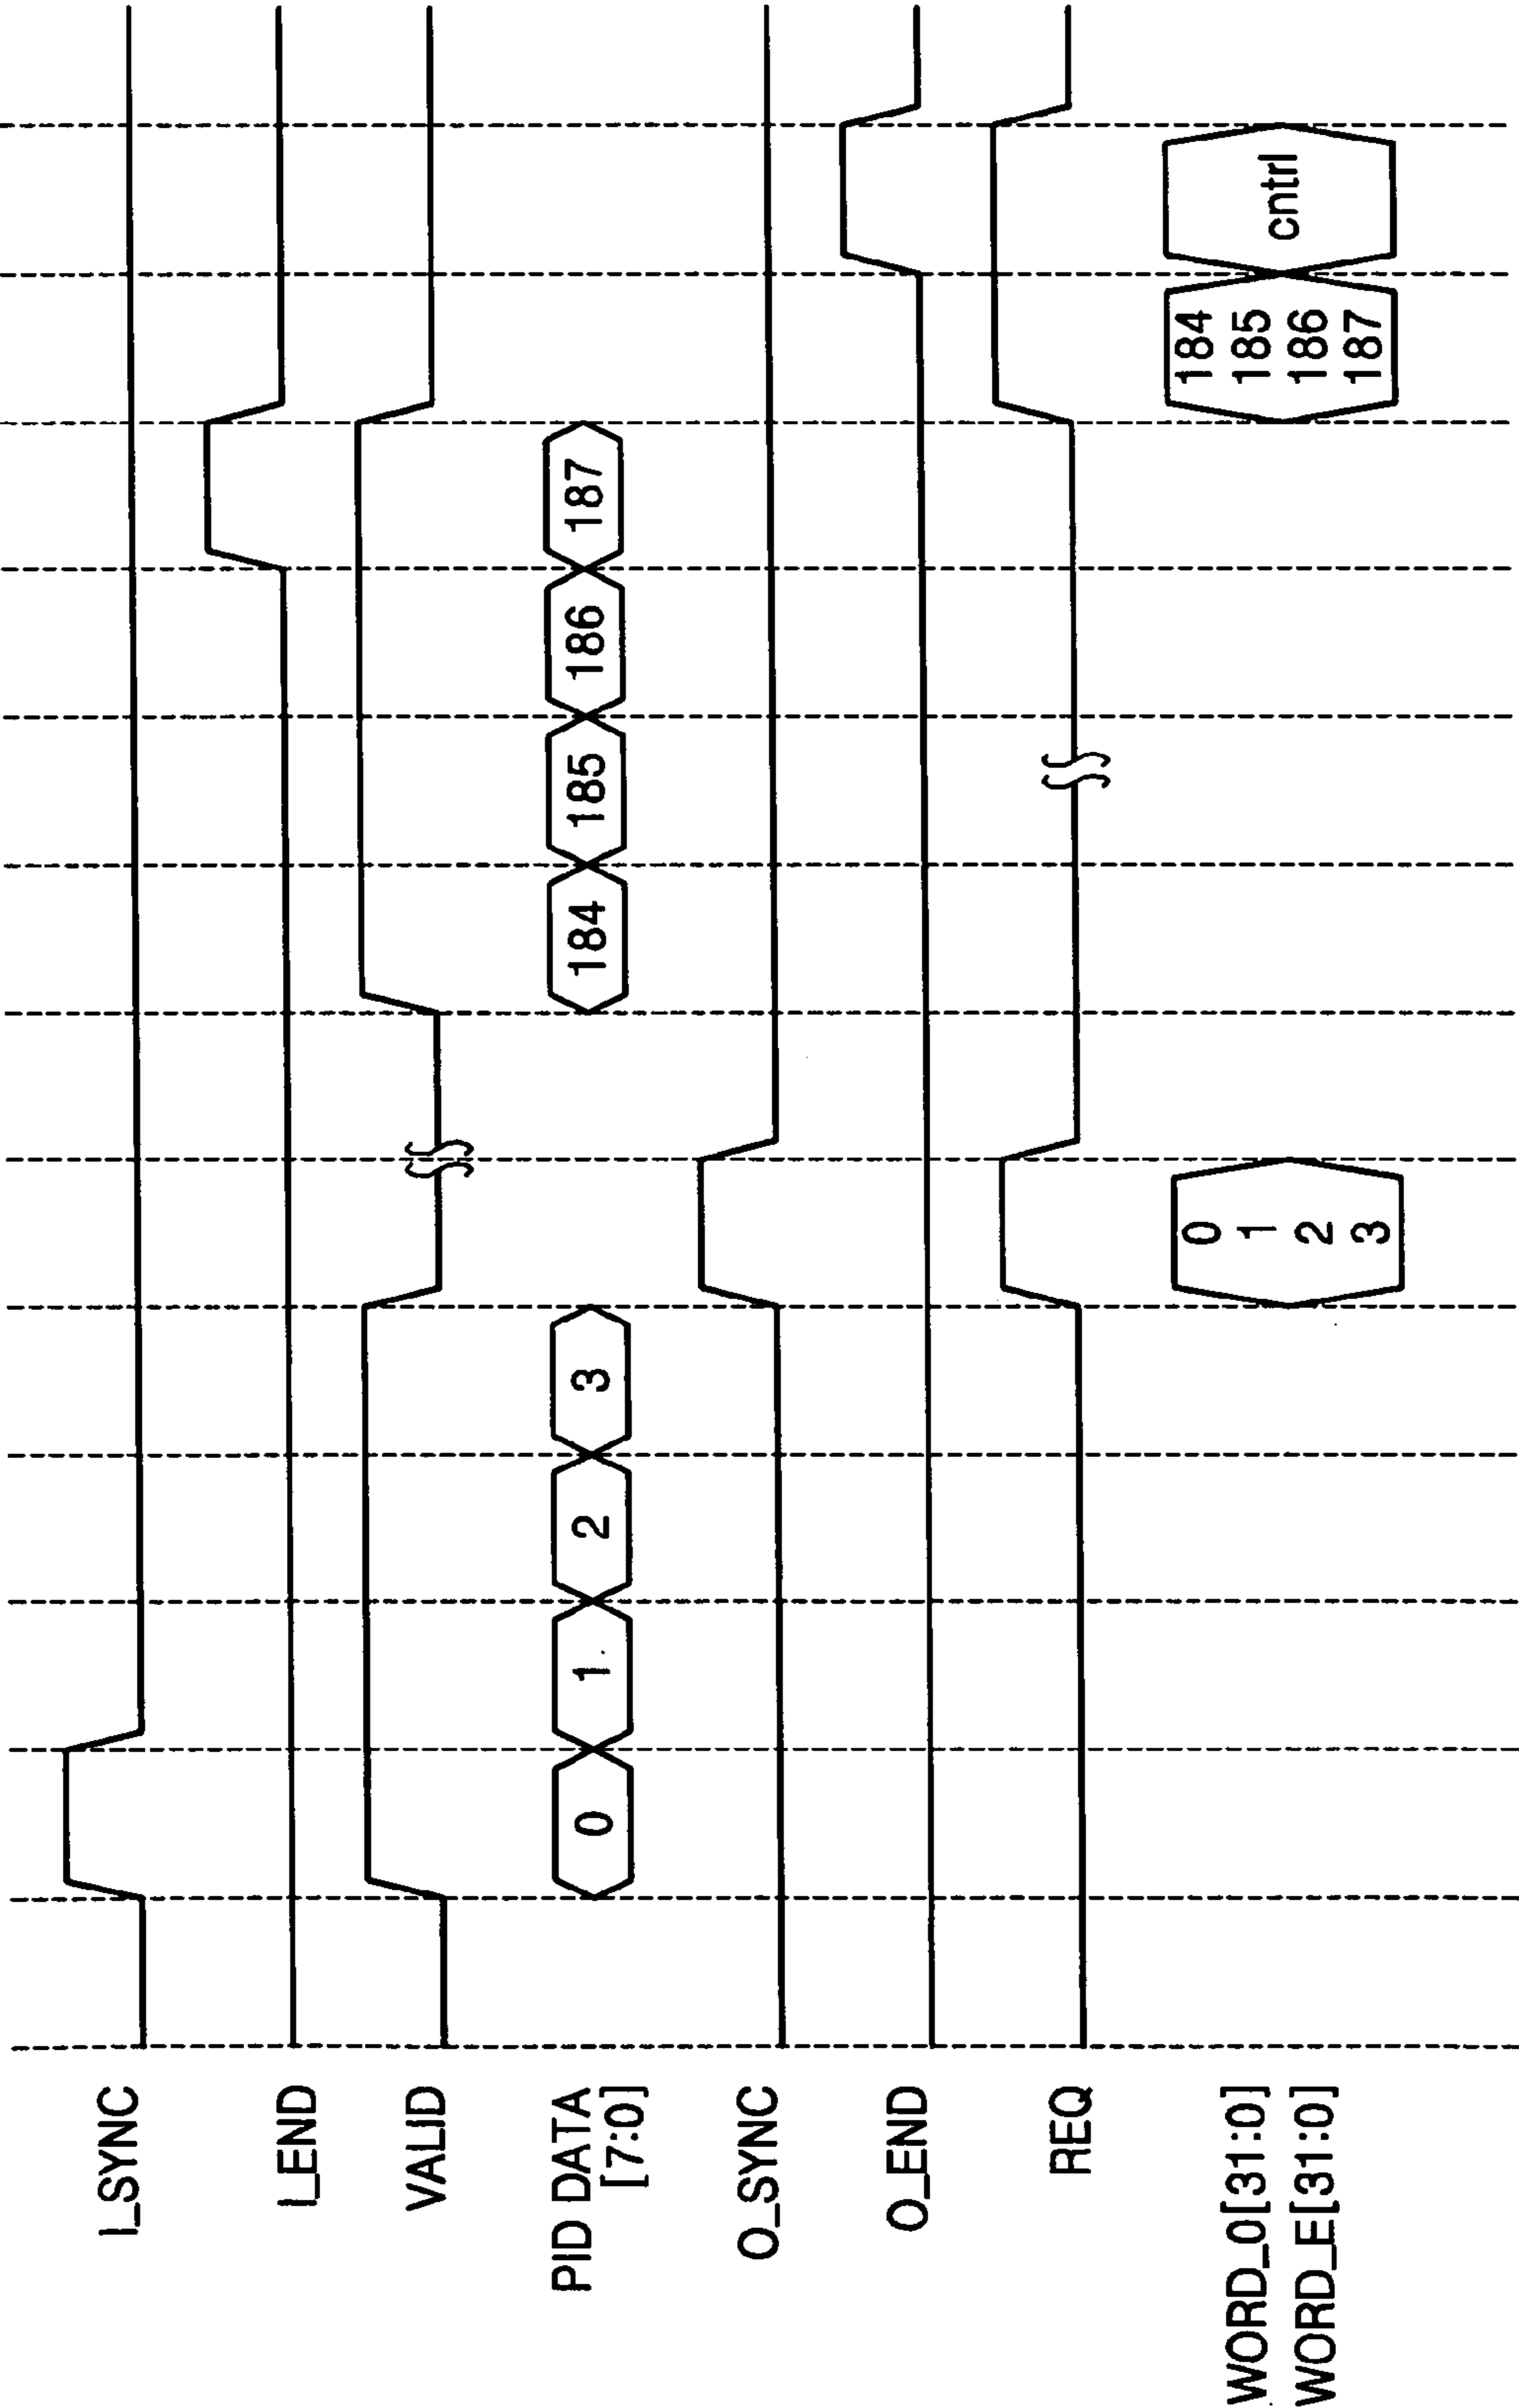 I_SYNC
I_END
VALID
PID DATA
[7:0]
0
1
2
3
184
185
186
187
O_SYNC
O_END
REQ
WORD_0[31:0]
WORD_E[31:0]
0
1
2
3
184
185
186
187
cntrl